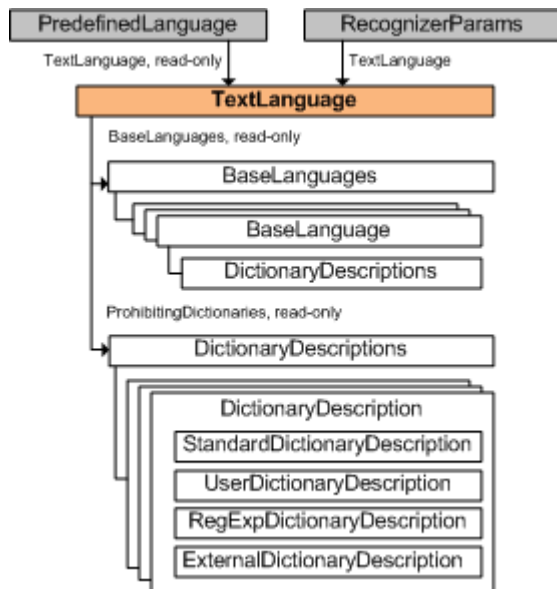 PredefinedLanguage
RecognizerParams
TextLanguage, read-only
TextLanguage
TextLanguage
BaseLanguages, read-only
BaseLanguages
BaseLanguage
DictionaryDescriptions
ProhibitingDictionaries, read-only
DictionaryDescriptions
DictionaryDescription
StandardDictionaryDescription
UserDictionaryDescription
RegExpDictionaryDescription
ExternalDictionaryDescription